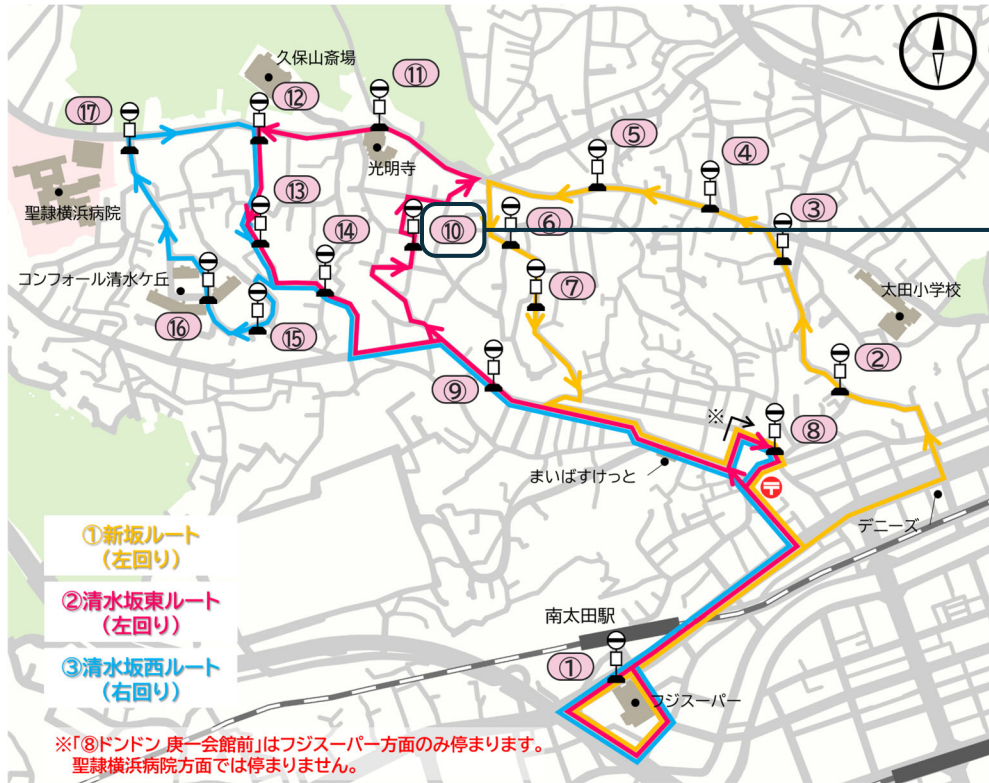 久保山斎場
⑪
⑰
⑫
⑤
④
光明寺
聖隷横浜病院
⑬
③
⑭
⑩
⑥
コンフォール清水ケ丘
⑦
太田小学校
⑯
⑮
②
⑨
※
⑧
まいばすけっと
〒
デニーズ
①新坂ルート
(左回り)
②清水坂東ルート
(左回り)
③清水坂西ルート
(右回り)
南太田駅
①
フジスーパー
※「⑧ドンドン 庚一会館前」はフジスーパー方面のみ停まります。
聖隷横浜病院方面では停まりません。